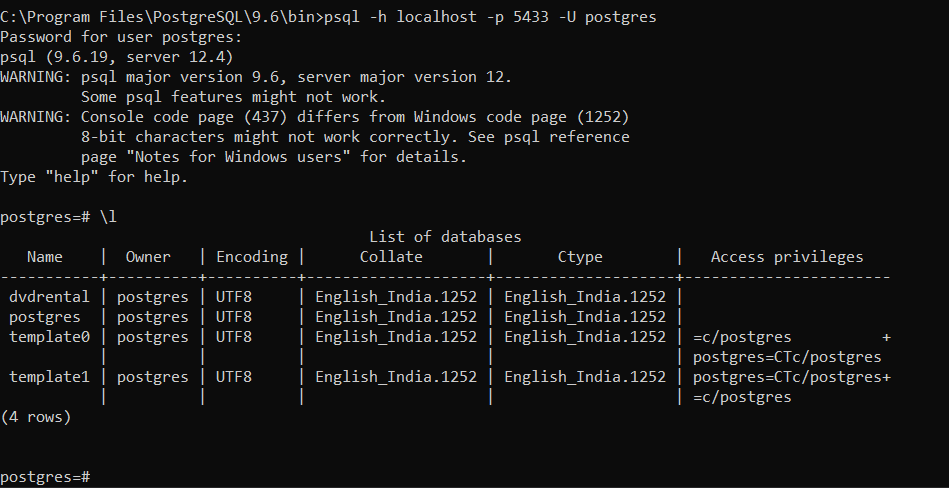 C:\Program Files\PostgreSQL\9.6\bin>psql -h localhost -p 5433 -U postgres
Password for user postgres:
psql (9.6.19, server 12.4)
WARNING: psql major version 9.6, server major version 12.
         Some psql features might not work.
WARNING: Console code page (437) differs from Windows code page (1252)
         8-bit characters might not work correctly. See psql reference
         page "Notes for Windows users" for details.
Type "help" for help.

postgres=# \l
                                         List of databases
   Name    |  Owner   | Encoding |      Collate       |       Ctype        |   Access privileges
-----------+----------+----------+--------------------+--------------------+-----------------------
 dvdrental | postgres | UTF8     | English_India.1252 | English_India.1252 |
 postgres  | postgres | UTF8     | English_India.1252 | English_India.1252 |
 template0 | postgres | UTF8     | English_India.1252 | English_India.1252 | =c/postgres          +
           |          |          |                    |                    | postgres=CTc/postgres
 template1 | postgres | UTF8     | English_India.1252 | English_India.1252 | postgres=CTc/postgres+
           |          |          |                    |                    | =c/postgres
(4 rows)


postgres=#